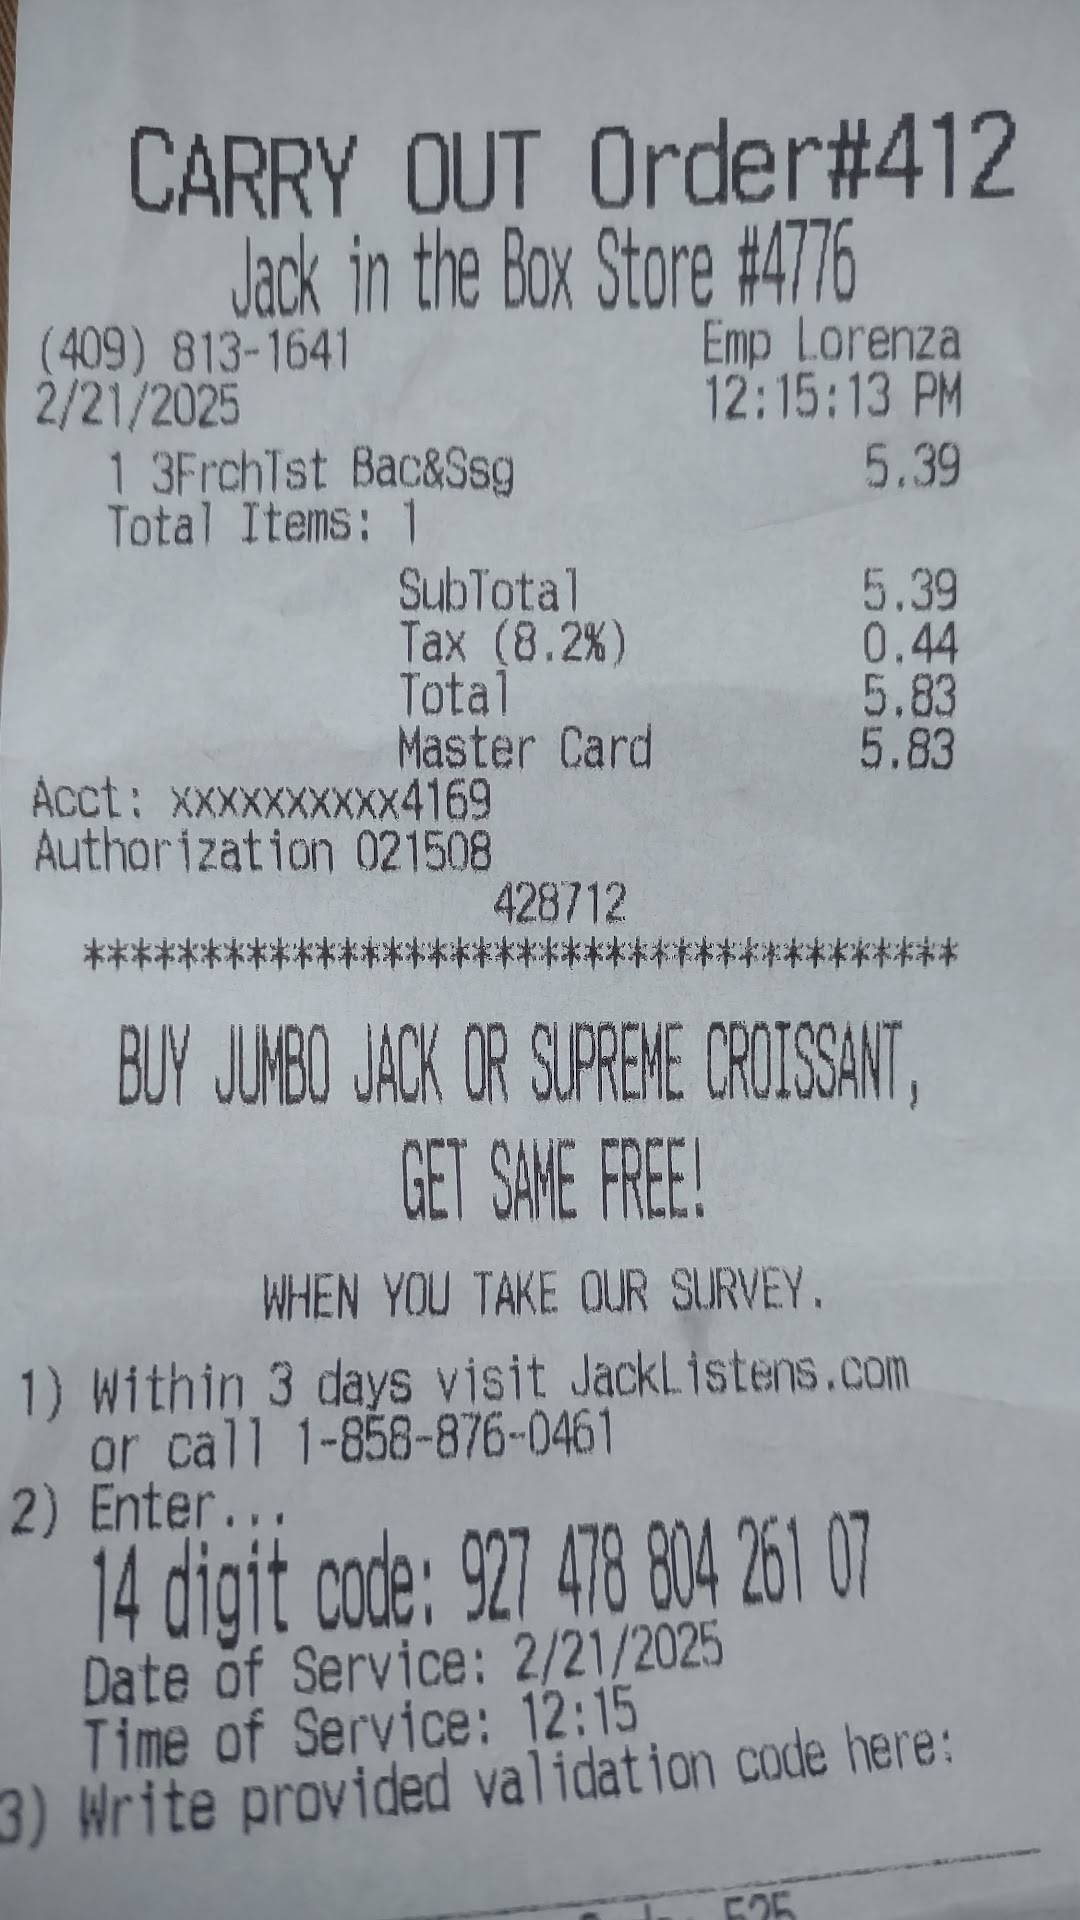 CARRY OUT Order#412
Jack in the Box Store #4776
(409) 813-1641 Emp Lorenza
2/21/2025 12:15:13 PM
1 3FrchTst Bac&Ssg 5.39
Total Items: 1
SubTotal 5.39
Tax (8.2%) 0.44
Total 5.83
Master Card 5.83
Acct: xxxxxxxxxx4169
Authorization 021508
428712
***************************************
BUY JUMBO JACK OR SUPREME CROISSANT,
GET SAME FREE!
WHEN YOU TAKE OUR SURVEY.
1) Within 3 days visit JackListens.com
or call 1-858-876-0461
2) Enter...
14 digit code: 927 478 804 261 07
Date of Service: 2/21/2025
Time of Service: 12:15
3) Write provided validation code here: